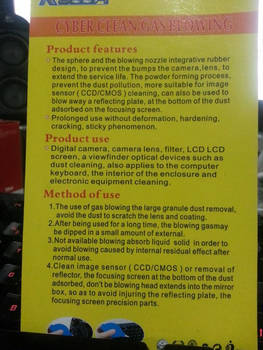 CYBER CLEAN GAS BLOWING
Product features
The sphere and the blowing nozzle integrative rubber
design, to prevent the bumps the camera,lens, to
extend the service life. The powder forming process,
prevent the dust pollution, more suitable for image
sensor ( CCD/CMOS ) cleaning, can also be used to
blow away a reflecting plate, at the bottom of the dust
adsorbed on the focusing screen.
Prolonged use without deformation, hardening,
cracking, sticky phenomenon.
Product use
Digital camera, camera lens, filter, LCD LCD
screen, a viewfinder optical devices such as
dust cleaning, also applies to the computer
keyboard, the interior of the enclosure and
electronic equipment cleaning.
Method of use
1.The use of gas blowing the large granule dust removal,
avoid the dust to scratch the lens and coating.
2.After being used for a long time, the blowing gasmay
be dipped in a small amount of external.
3.Not available blowing absorb liquid solid in order to
avoid blowing caused by internal residual effect after
normal use.
4.Clean image sensor ( CCD/CMOS ) or removal of
reflector, the focusing screen at the bottom of the dust
adsorbed, don't be blowing head extends into the mirror
box, so as to avoid injuring the reflecting plate, the
focusing screen precision parts.